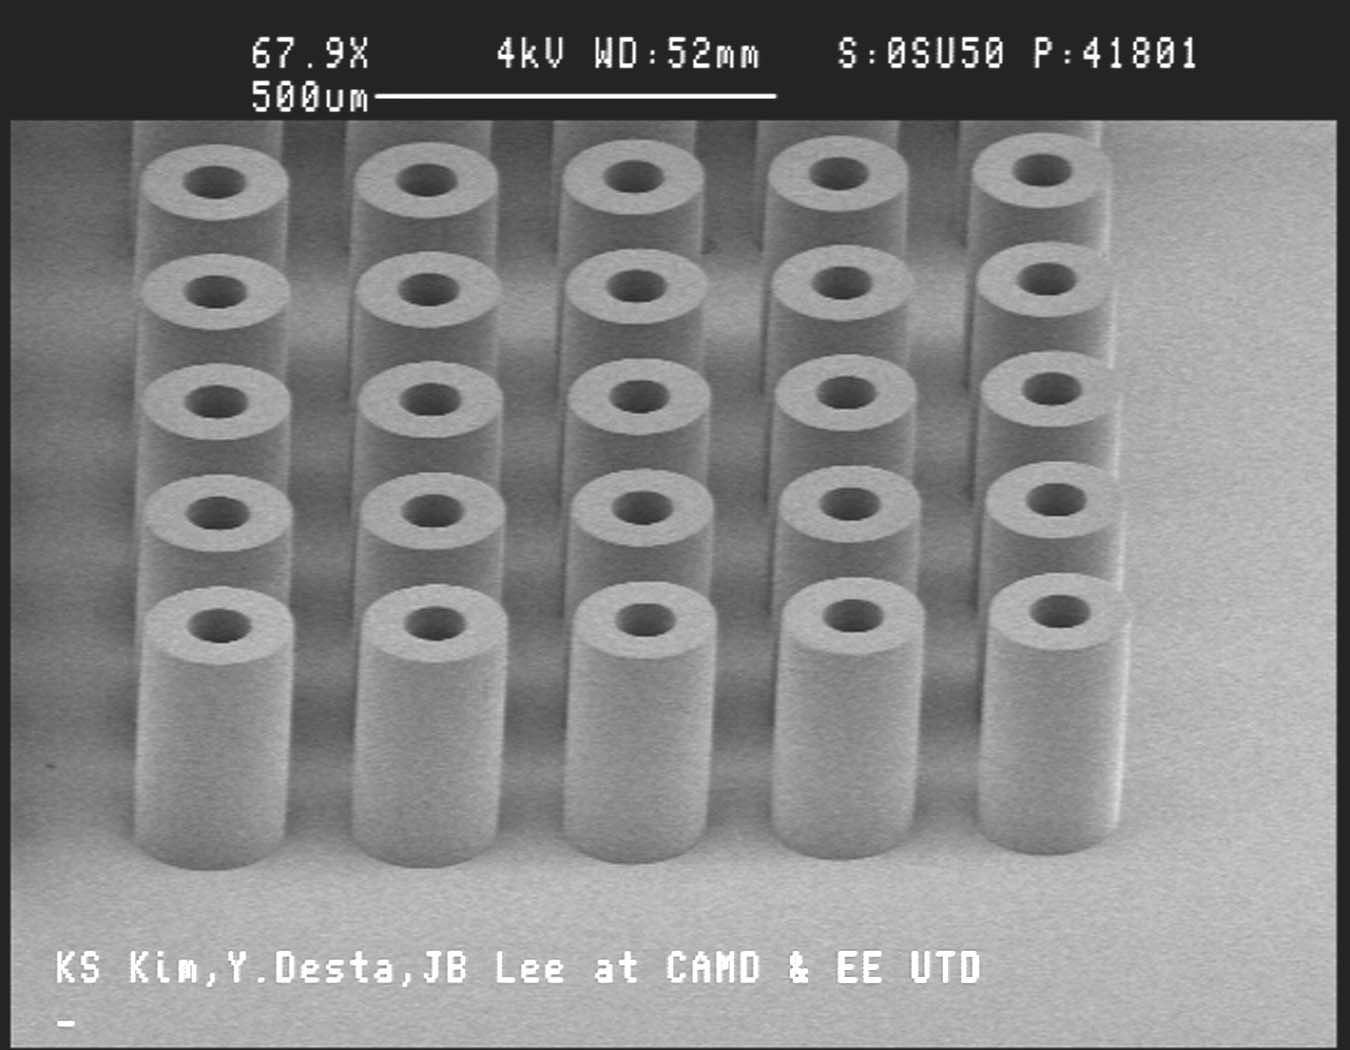 67.9X 4kV WD:52mm S:0SU50 P:41801
500um
KS Kim,Y.Desta,JB Lee at CAMD & EE UTD